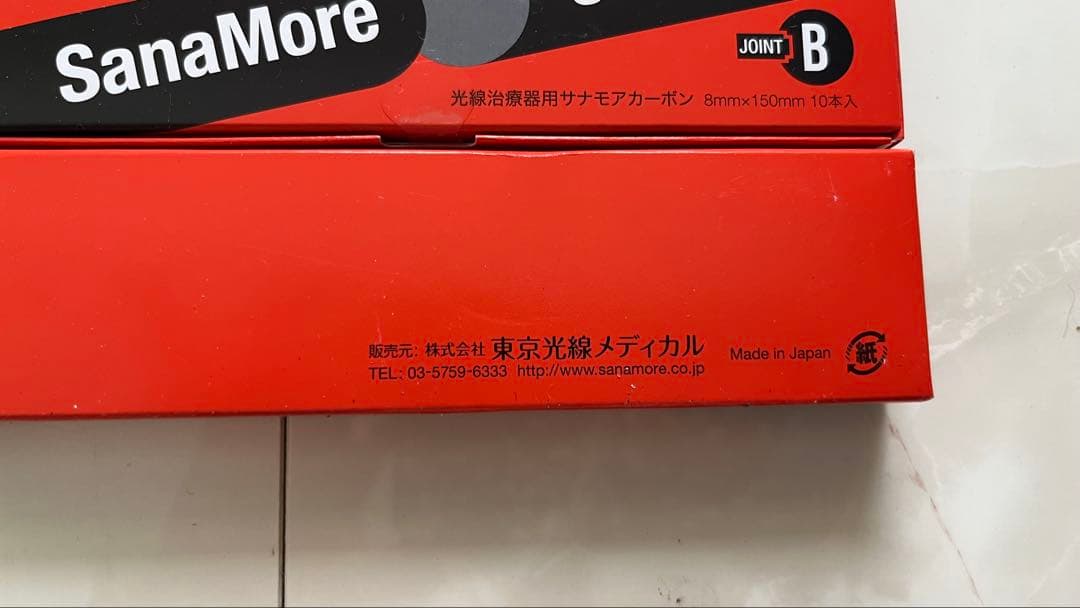 SanaMore
JOINT B
光線治療器用サナモアカーボン 8mm×150mm 10本入
販売元: 株式会社 東京光線メディカル
TEL: 03-5759-6333 http://www.sanamore.co.jp
Made in Japan
紙